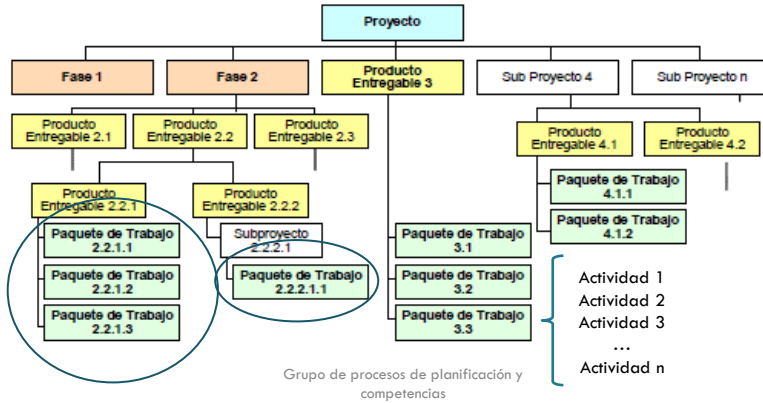 Proyecto
Fase 1
Fase 2
Producto
Entregable 3
Sub Proyecto 4
Sub Proyecto n
Producto
Entregable 2.1
Producto
Entregable 2.2
Producto
Entregable 2.3
Producto
Entregable 4.1
Producto
Entregable 4.2
Producto
Entregable 2.2.1
Producto
Entregable 2.2.2
Paquete de Trabajo
4.1.1
Paquete de Trabajo
4.1.2
Paquete de Trabajo
2.2.1.1
Subproyecto
2.2.2.1
Paquete de Trabajo
3.1
Paquete de Trabajo
2.2.1.2
Paquete de Trabajo
2.2.2.1.1
Paquete de Trabajo
3.2
Paquete de Trabajo
2.2.1.3
Paquete de Trabajo
3.3
Actividad 1
Actividad 2
Actividad 3
...
Actividad n
Grupo de procesos de planificación y
competencias